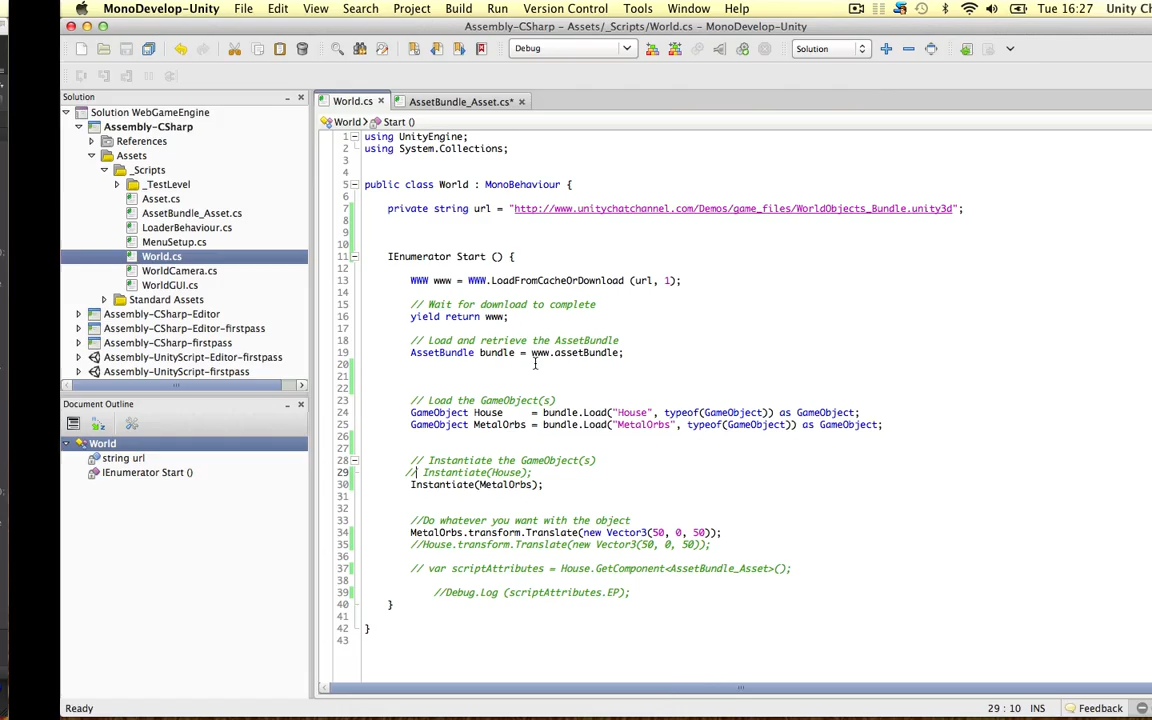 MonoDevelop-Unity File Edit View Search Project Build Run Version Control Tools Window Help Tue 16:27 Unity Ch
Assembly-CSharp - Assets/_Scripts/World.cs - MonoDevelop-Unity
Debug
Solution
Solution
World.cs
AssetBundle_Asset.cs*
World
Start ()
Solution WebGameEngine
Assembly-CSharp
References
Assets
_Scripts
_TestLevel
Asset.cs
AssetBundle_Asset.cs
LoaderBehaviour.cs
MenuSetup.cs
World.cs
WorldCamera.cs
WorldGUI.cs
Standard Assets
Assembly-CSharp-Editor
Assembly-CSharp-Editor-firstpass
Assembly-CSharp-firstpass
Assembly-UnityScript-Editor-firstpass
Assembly-UnityScript-firstpass
Document Outline
World
string url
IEnumerator Start ()
1 using UnityEngine;
2 using System.Collections;
3
4
5 public class World : MonoBehaviour {
6
7 private string url = "http://www.unitychatchannel.com/Demos/game_files/WorldObjects_Bundle.unity3d";
8
9
10
11 IEnumerator Start () {
12
13 WWW www = WWW.LoadFromCacheOrDownload (url, 1);
14
15 // Wait for download to complete
16 yield return www;
17
18 // Load and retrieve the AssetBundle
19 AssetBundle bundle = www.assetBundle;
20
21
22
23 // Load the GameObject(s)
24 GameObject House = bundle.Load("House", typeof(GameObject)) as GameObject;
25 GameObject MetalOrbs = bundle.Load("MetalOrbs", typeof(GameObject)) as GameObject;
26
27
28 // Instantiate the GameObject(s)
29 // Instantiate(House);
30 Instantiate(MetalOrbs);
31
32
33 //Do whatever you want with the object
34 MetalOrbs.transform.Translate(new Vector3(50, 0, 50));
35 //House.transform.Translate(new Vector3(50, 0, 50));
36
37 // var scriptAttributes = House.GetComponent<AssetBundle_Asset>();
38
39 //Debug.Log (scriptAttributes.EP);
40 }
41
42 }
43
Ready
29 : 10 INS
Feedback